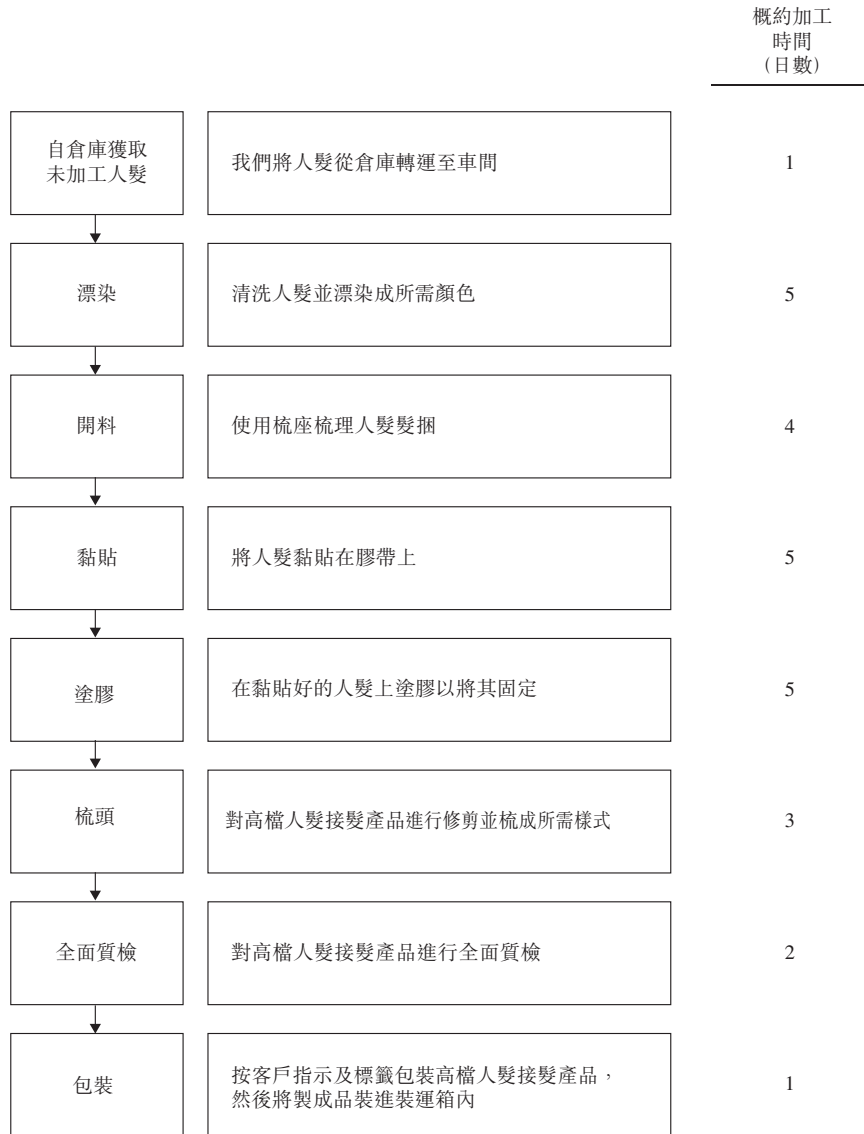 概約加工
時間
（日數）
自倉庫獲取
未加工人髮
我們將人髮從倉庫轉運至車間
1
漂染
清洗人髮並漂染成所需顏色
5
開料
使用梳座梳理人髮髮捆
4
黏貼
將人髮黏貼在膠帶上
5
塗膠
在黏貼好的人髮上塗膠以將其固定
5
梳頭
對高檔人髮接髮產品進行修剪並梳成所需樣式
3
全面質檢
對高檔人髮接髮產品進行全面質檢
2
包裝
按客戶指示及標籤包裝高檔人髮接髮產品，
然後將製成品裝進裝運箱內
1